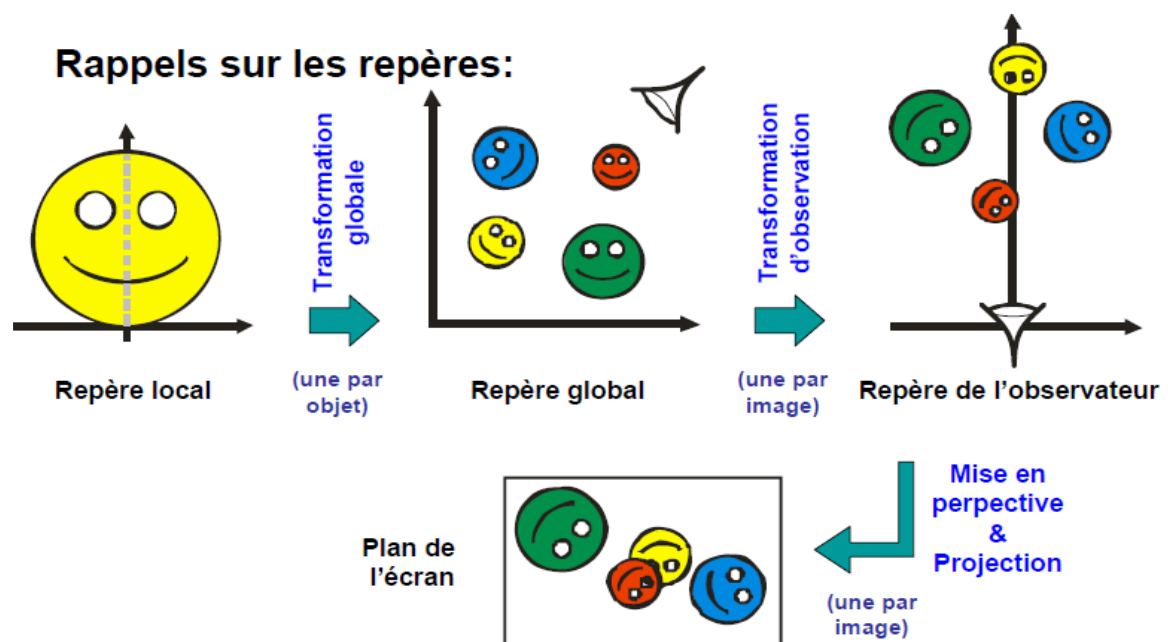 Rappels sur les repères:
Transformation
globale
(une par
objet)
Transformation
d'observation
(une par
image)
Repère local
Repère global
Repère de l'observateur
Mise en
perpective
&
Projection
(une par
image)
Plan de
l'écran